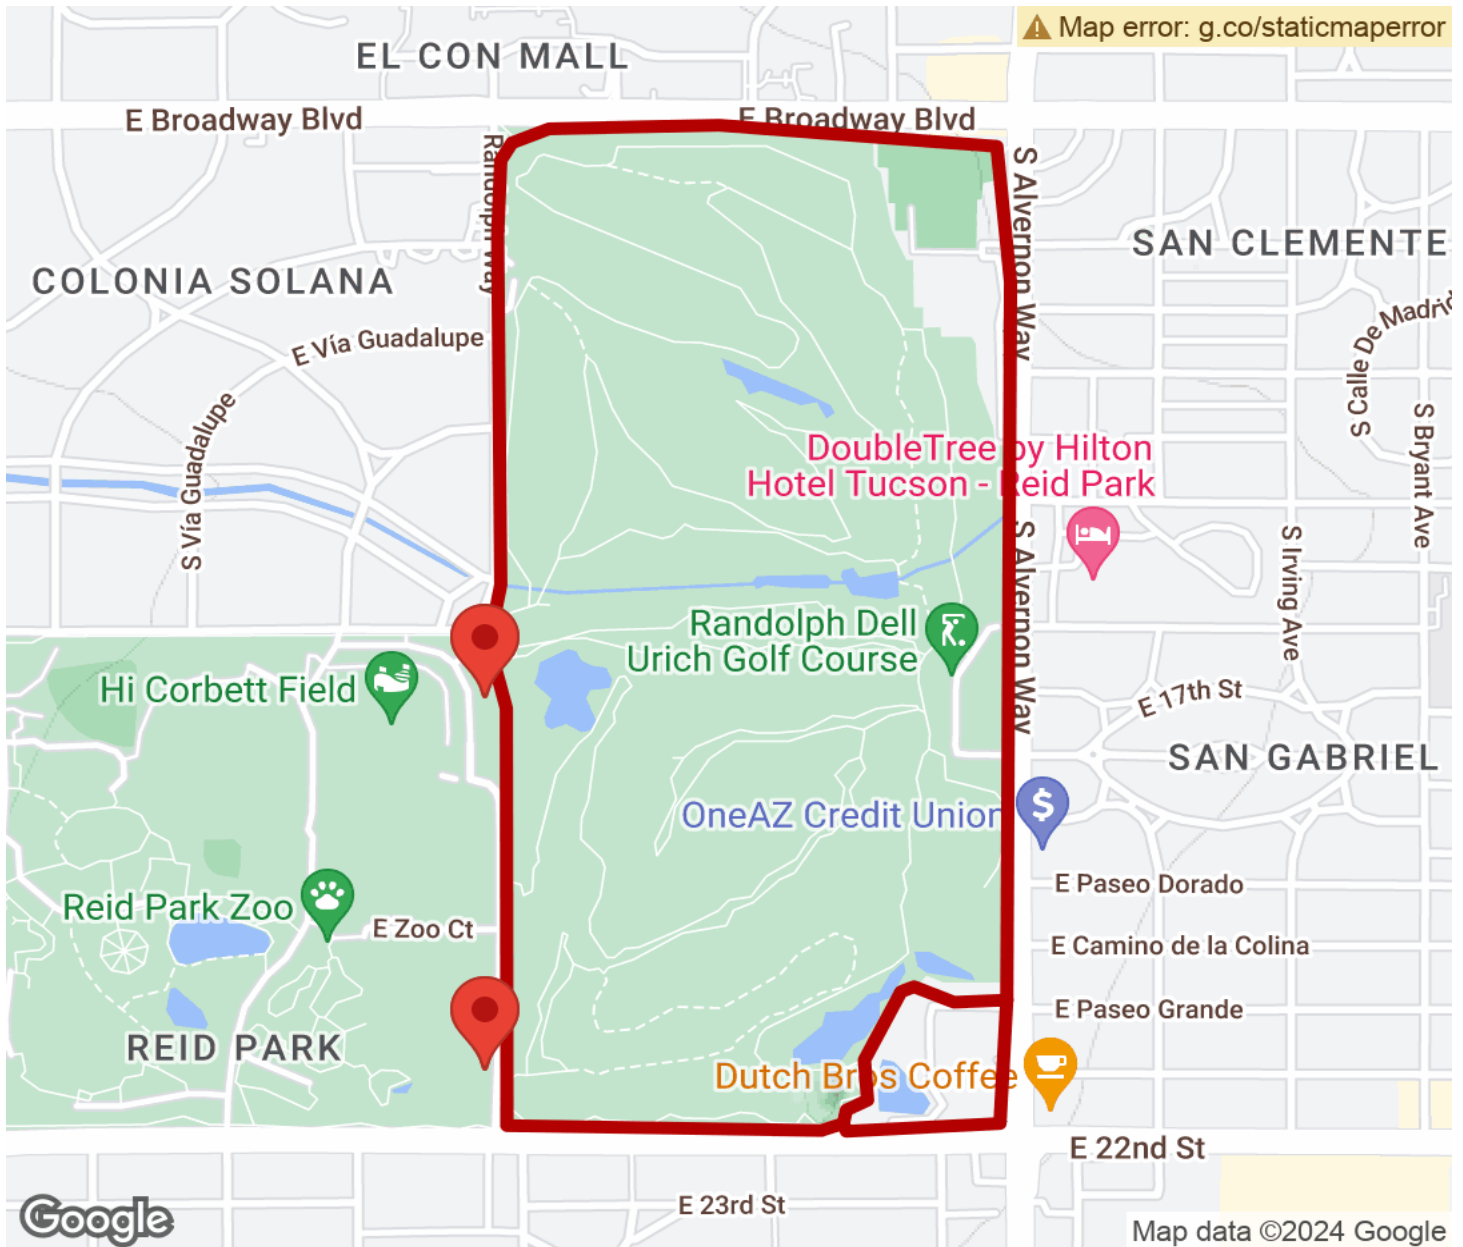 Map error: g.co/staticmaperror
EL CON MALL
E Broadway Blvd
E Broadway Blvd
Randolph Way
S Alvernon Way
SAN CLEMENTE
COLONIA SOLANA
E Vía Guadalupe
S Calle De Madrid
S Vía Guadalupe
S Bryant Ave
DoubleTree by Hilton
Hotel Tucson - Reid Park
S Alvernon Way
S Irving Ave
Randolph Dell
Urich Golf Course
Hi Corbett Field
E 17th St
SAN GABRIEL
OneAZ Credit Union
E Paseo Dorado
Reid Park Zoo
E Zoo Ct
E Camino de la Colina
E Paseo Grande
REID PARK
Dutch Bros Coffee
E 22nd St
E 23rd St
Google
Map data ©2024 Google